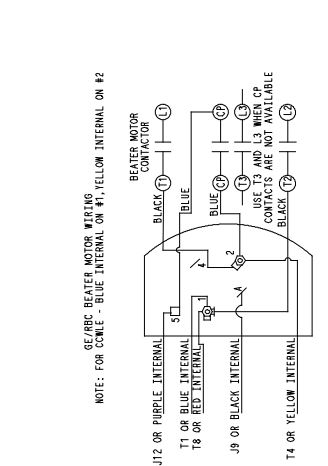 GE/RBC BEATER MOTOR WIRING
NOTE: FOR CCWLE - BLUE INTERNAL ON #1,YELLOW INTERNAL ON #2
BEATER MOTOR
CONTACTOR
L1
CP
L3
L2
T1
CP
T3
T2
USE T3 AND L3 WHEN CP
CONTACTS ARE NOT AVAILABLE
BLACK
BLUE
BLUE
BLACK
4
2
5
1
A
J12 OR PURPLE INTERNAL
T1 OR BLUE INTERNAL
T8 OR RED INTERNAL
J9 OR BLACK INTERNAL
T4 OR YELLOW INTERNAL